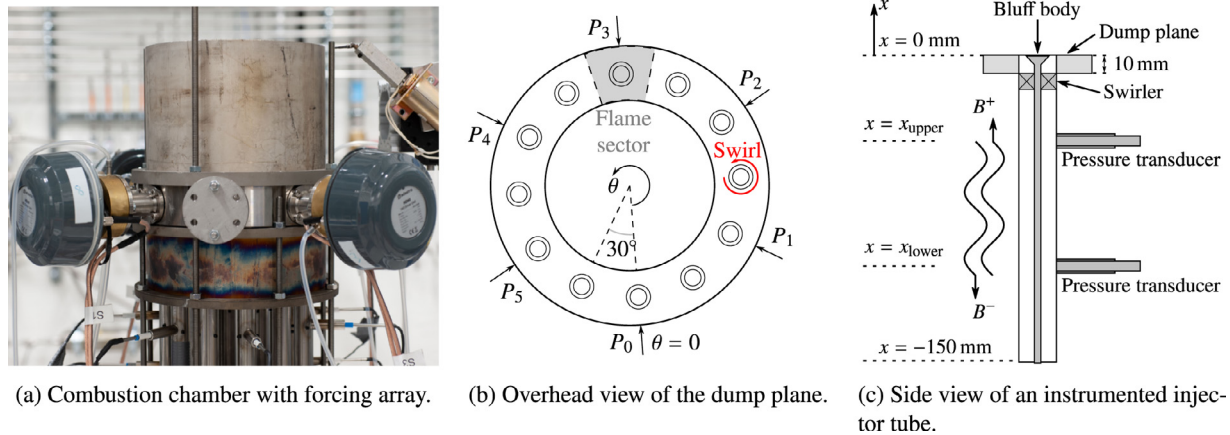 S1
S3
P3
P2
P4
Flame
sector
Swirl
θ
30°
P1
P5
P0
θ = 0
x
Bluff body
Dump plane
x = 0 mm
10 mm
Swirler
B+
x = xupper
Pressure transducer
x = xlower
Pressure transducer
B−
x = −150 mm
(a) Combustion chamber with forcing array.
(b) Overhead view of the dump plane.
(c) Side view of an instrumented injec-
tor tube.